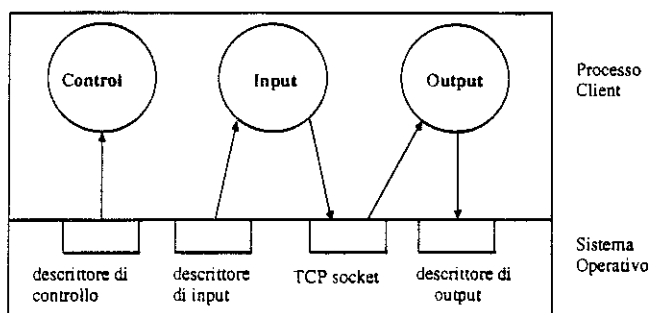 Control
Input
Output
Processo
Client
descrittore di
controllo
descrittore
di input
TCP socket
descrittore di
output
Sistema
Operativo